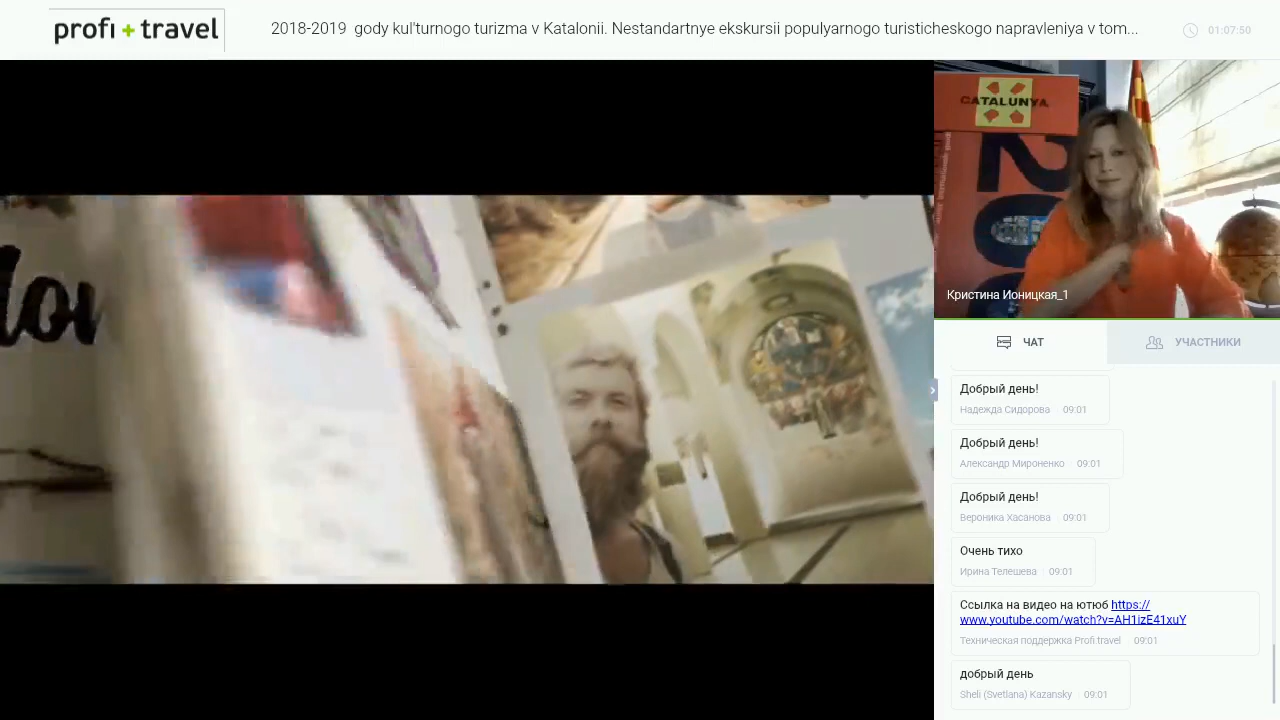 profi + travel
2018-2019 gody kul'turnogo turizma v Katalonii. Nestandartnye ekskursii populyarnogo turisticheskogo napravleniya v tom...
01:07:50
CATALUNYA
Кристина Ионицкая_1
ЧАТ
УЧАСТНИКИ
Добрый день!
Надежда Сидорова 09:01
Добрый день!
Александр Мироненко 09:01
Добрый день!
Вероника Хасанова 09:01
Очень тихо
Ирина Телешева 09:01
Ссылка на видео на ютюб https://
www.youtube.com/watch?v=AH1izE41xuY
Техническая поддержка Profi.travel 09:01
добрый день
Sheli (Svetlana) Kazansky 09:01